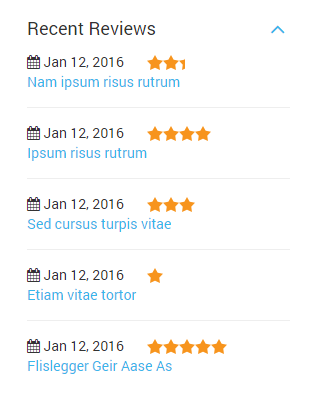 Recent Reviews
Jan 12, 2016
Nam ipsum risus rutrum
Jan 12, 2016
Ipsum risus rutrum
Jan 12, 2016
Sed cursus turpis vitae
Jan 12, 2016
Etiam vitae tortor
Jan 12, 2016
Flislegger Geir Aase As